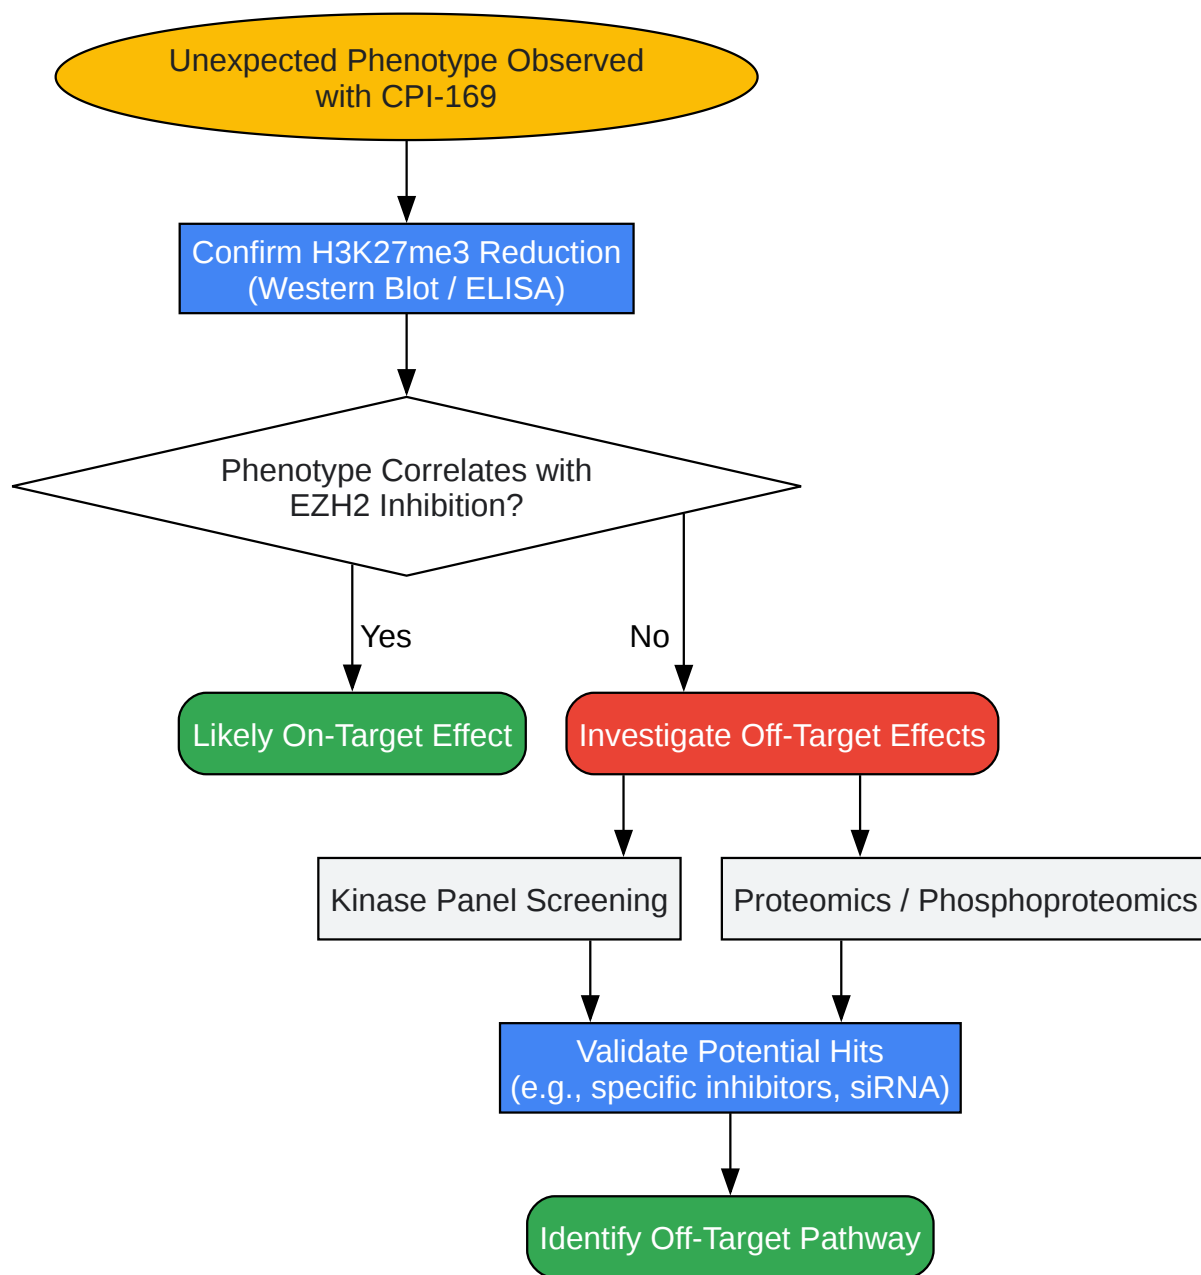 Unexpected Phenotype Observed
with CPI-169
Confirm H3K27me3 Reduction
(Western Blot / ELISA)
Phenotype Correlates with
EZH2 Inhibition?
Yes
No
Likely On-Target Effect
Investigate Off-Target Effects
Kinase Panel Screening
Proteomics / Phosphoproteomics
Validate Potential Hits
(e.g., specific inhibitors, siRNA)
Identify Off-Target Pathway